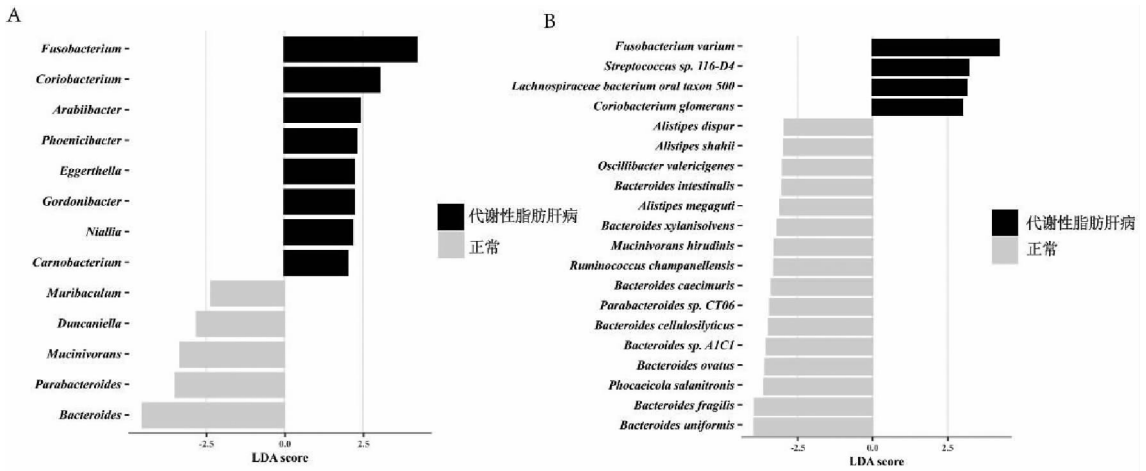 A
Fusobacterium
Coriobacterium
Arabiibacter
Phoenicibacter
Eggerthella
Gordonibacter
Niallia
Carnobacterium
Muribaculum
Duncaniella
Mucinivorans
Parabacteroides
Bacteroides
-2.5 0.0 2.5
LDA score
代谢性脂肪肝病
正常
B
Fusobacterium varium
Streptococcus sp. 116-D4
Lachnospiraceae bacterium oral taxon 500
Coriobacterium glomerans
Alistipes dispar
Alistipes shahii
Oscillibacter valericigenes
Bacteroides intestinalis
Alistipes megaguti
Bacteroides xylanisolvens
Mucinivorans hirudinis
Ruminococcus champanellensis
Bacteroides caecimuris
Parabacteroides sp. CT06
Bacteroides cellulosilyticus
Bacteroides sp. A1C1
Bacteroides ovatus
Phocaeicola salanitronis
Bacteroides fragilis
Bacteroides uniformis
-2.5 0.0 2.5
LDA score
代谢性脂肪肝病
正常